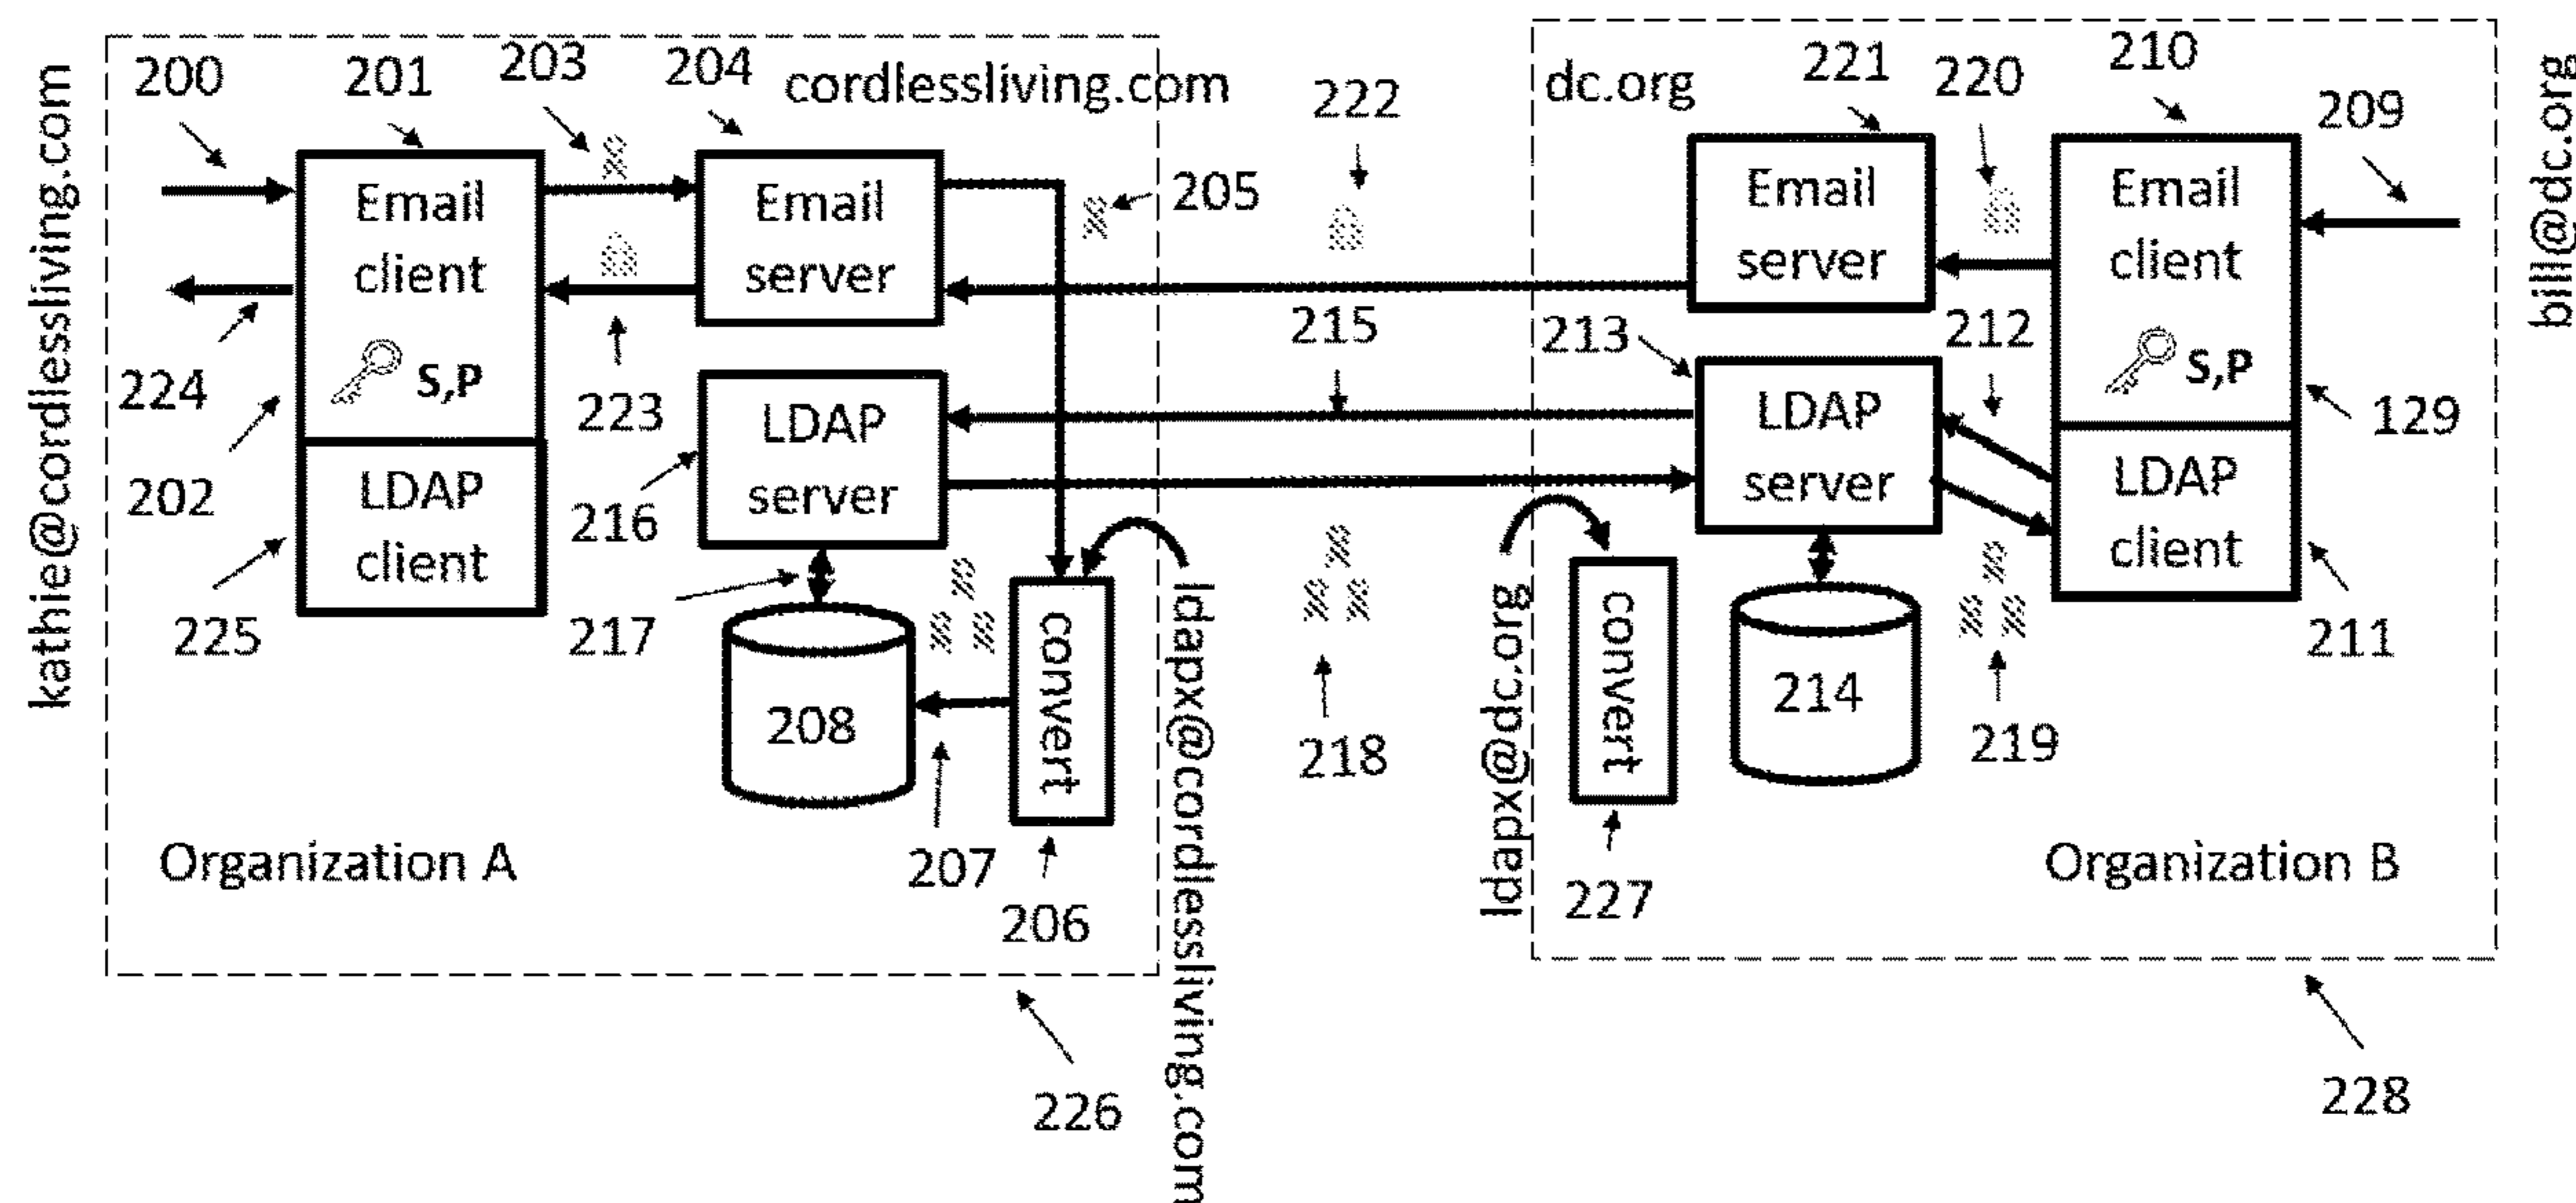 kathie@cordlessliving.com
200
201
203
204
cordlessliving.com
222
dc.org
221
220
210
209
bill@dc.org
Email
client
S,P
LDAP
client
Email
server
205
Email
server
Email
client
S,P
LDAP
client
224
202
225
223
215
213
212
129
216
LDAP
server
LDAP
server
217
208
convert
ldapx@cordlessliving.com
218
ldapx@dc.org
convert
214
219
211
207
206
227
Organization A
Organization B
226
228